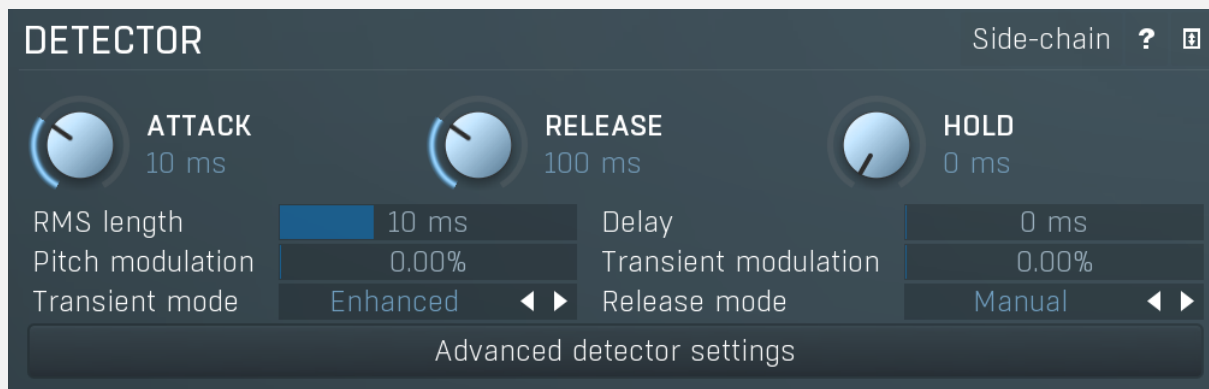 DETECTOR Side-chain ?
ATTACK RELEASE HOLD
10 ms 100 ms 0 ms
RMS length 10 ms Delay 0 ms
Pitch modulation 0.00% Transient modulation 0.00%
Transient mode Enhanced Release mode Manual
Advanced detector settings